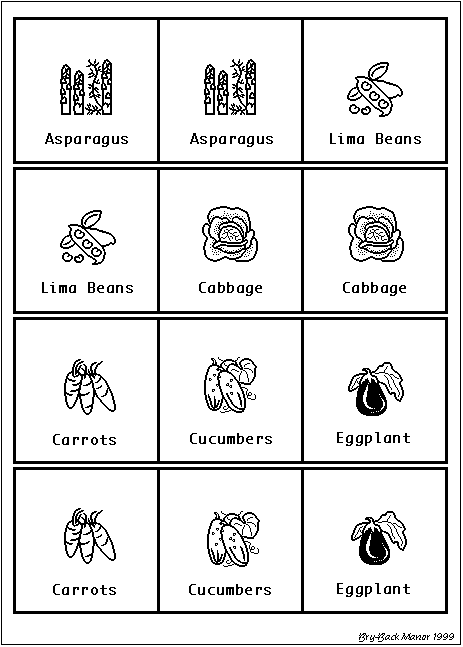 Asparagus Asparagus Lima Beans
Lima Beans Cabbage Cabbage
Carrots Cucumbers Eggplant
Carrots Cucumbers Eggplant
Bry-Back Manor 1999